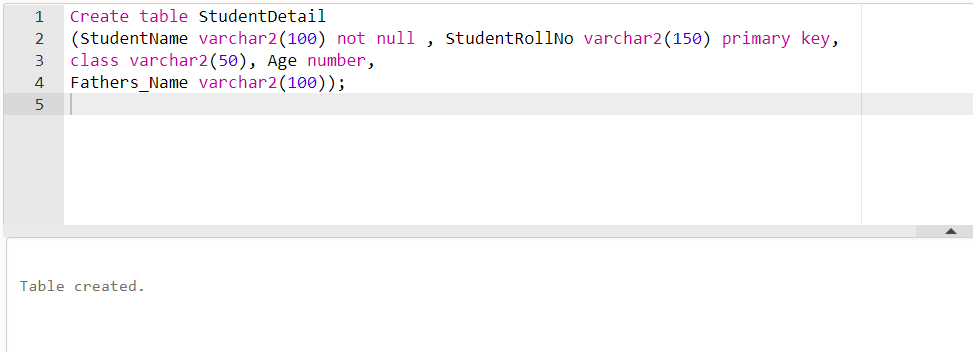 1 Create table StudentDetail
2 (StudentName varchar2(100) not null , StudentRollNo varchar2(150) primary key,
3 class varchar2(50), Age number,
4 Fathers_Name varchar2(100));
5
Table created.